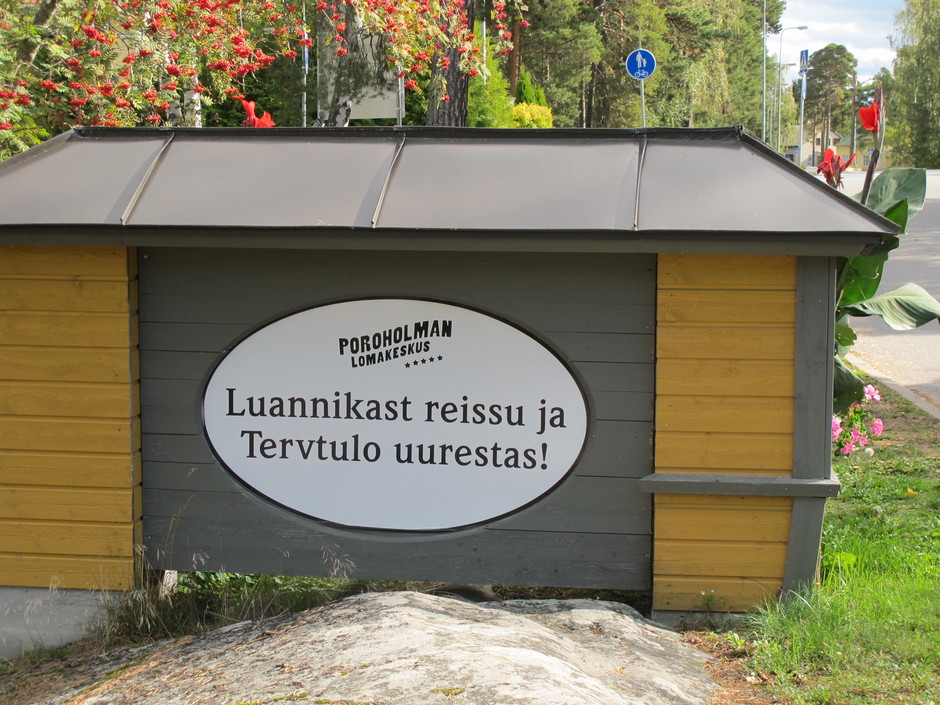 POROHOLMAN
LOMAKESKUS
★★★★★
Luannikast reissu ja
Tervtulo uurestas!